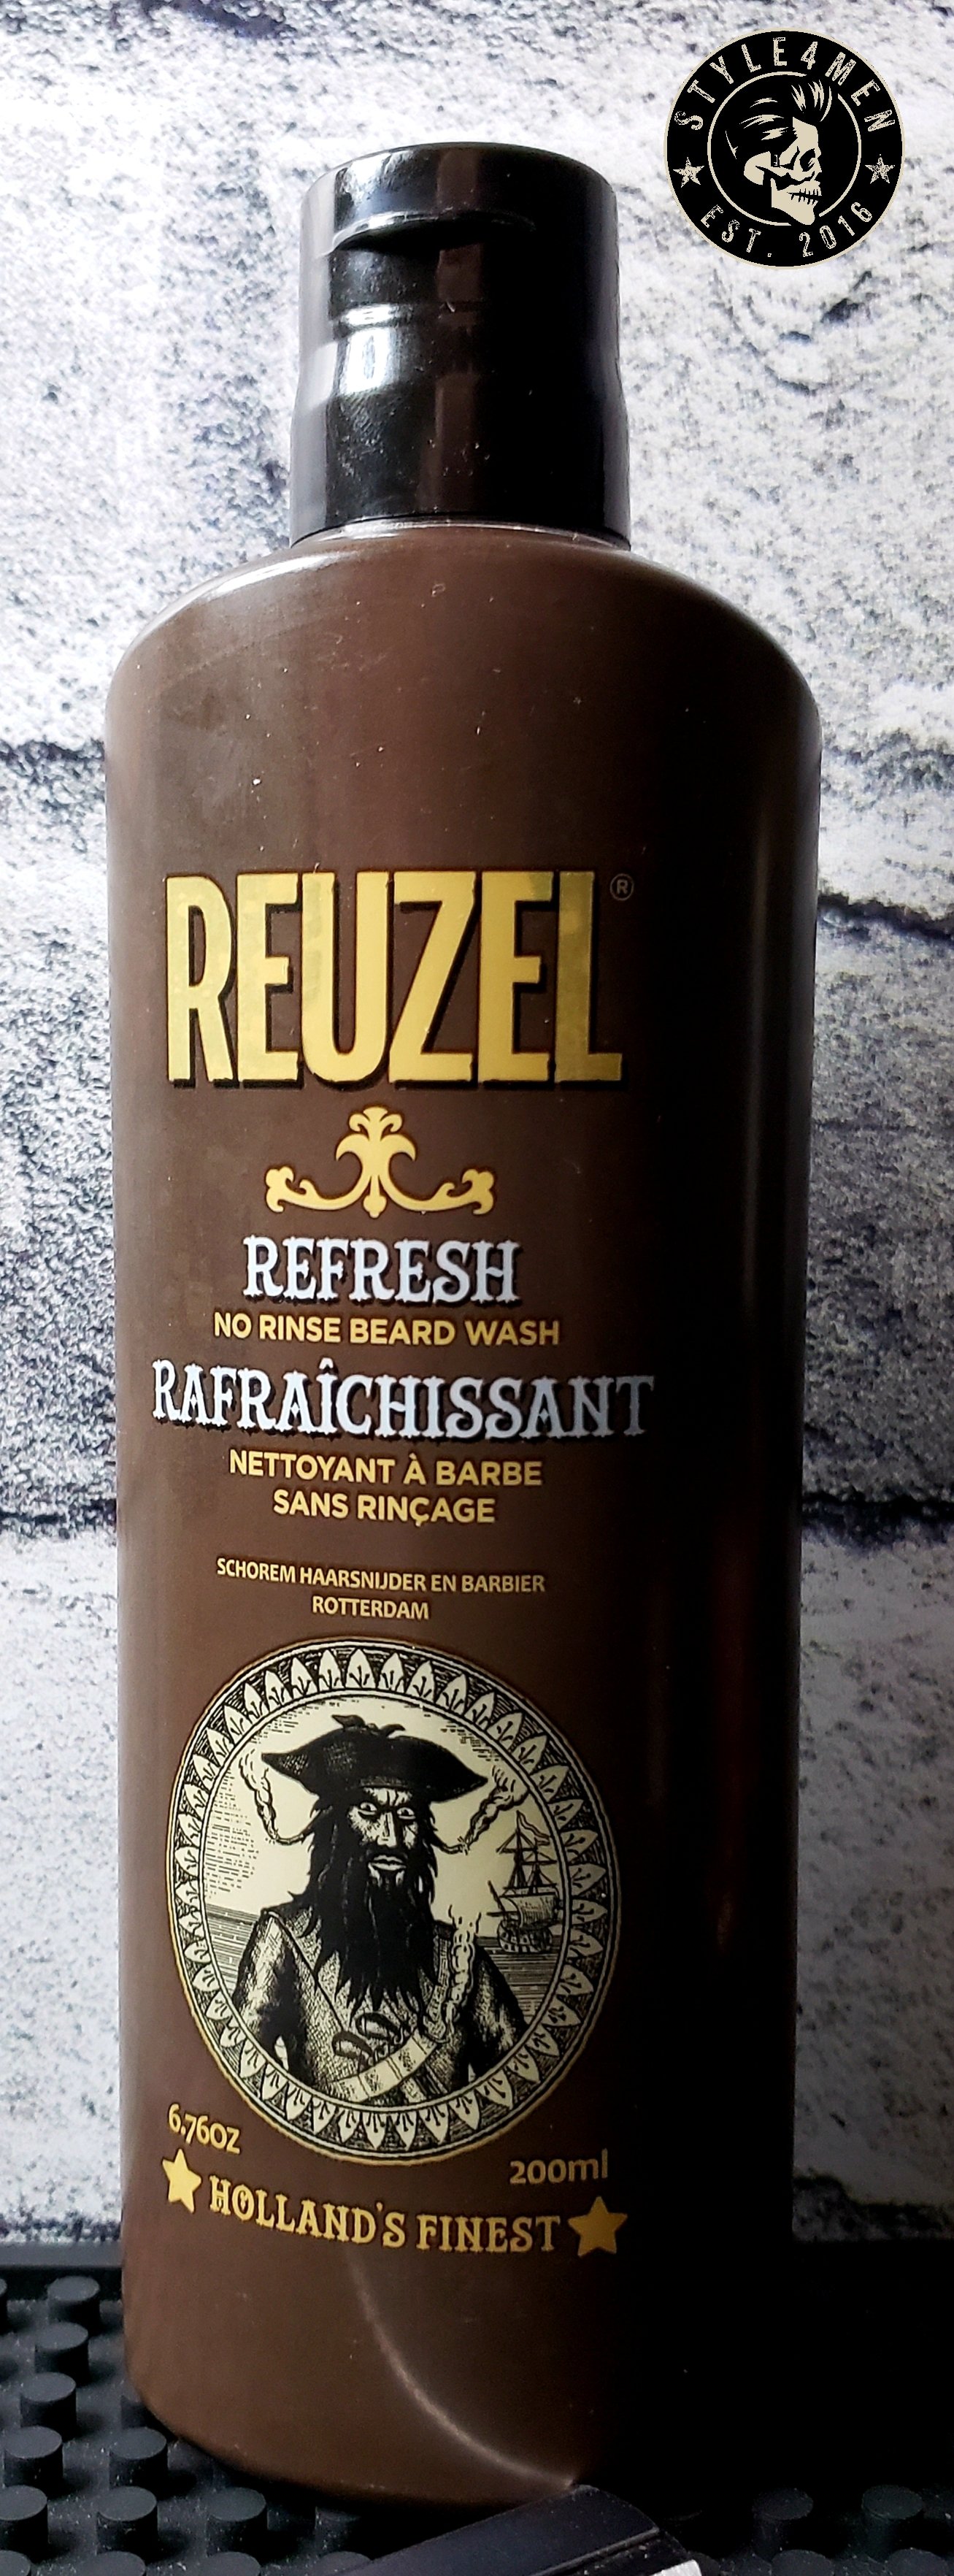 STYLE4MEN
EST. 2016
REUZEL®
REFRESH
NO RINSE BEARD WASH
RAFRAÎCHISSANT
NETTOYANT À BARBE
SANS RINÇAGE
SCHOREM HAARSNIJDER EN BARBIER
ROTTERDAM
6.76OZ
200ml
HOLLAND'S FINEST